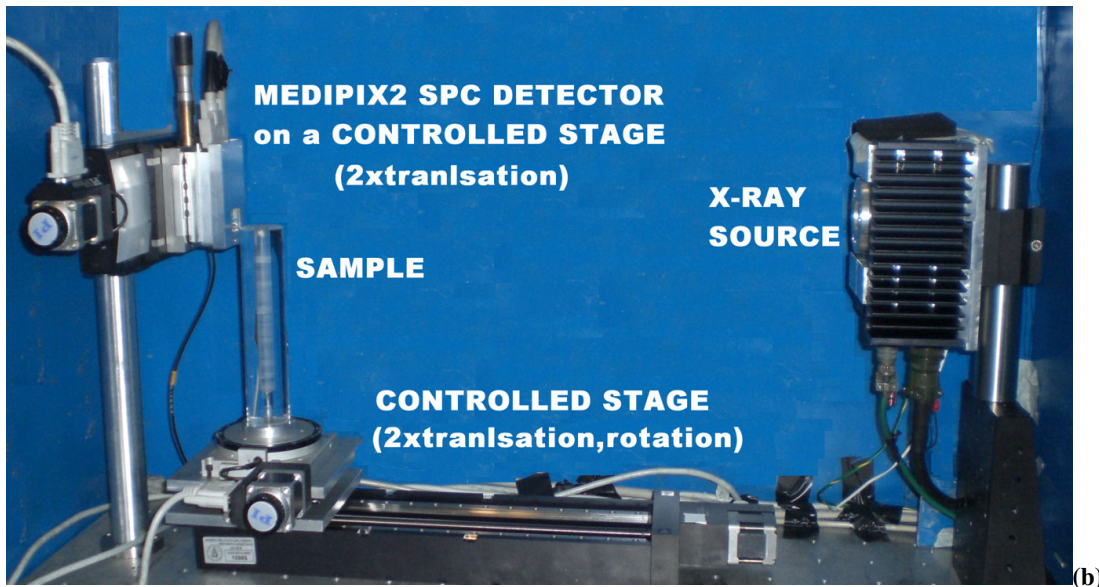 MEDIPIX2 SPC DETECTOR
on a CONTROLLED STAGE
(2xtranlsation)
X-RAY
SOURCE
SAMPLE
CONTROLLED STAGE
(2xtranlsation,rotation)
(b)